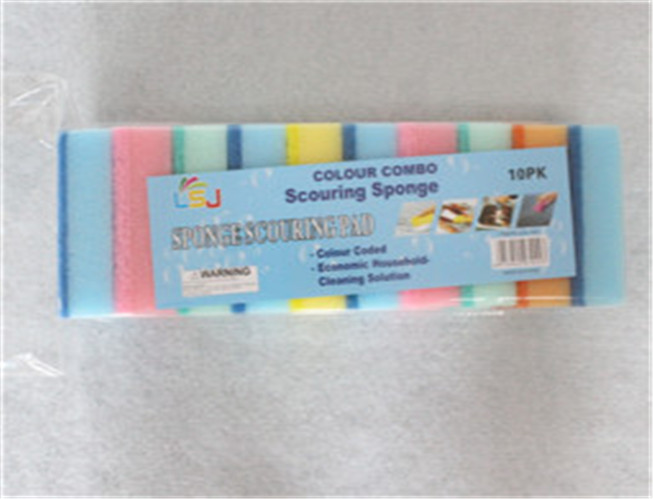 COLOUR COMBO
Scouring Sponge
10PK
LSJ
SPONGE SCOURING PAD
- Colour Coded
- Economic Household-
Cleaning Solution
WARNING